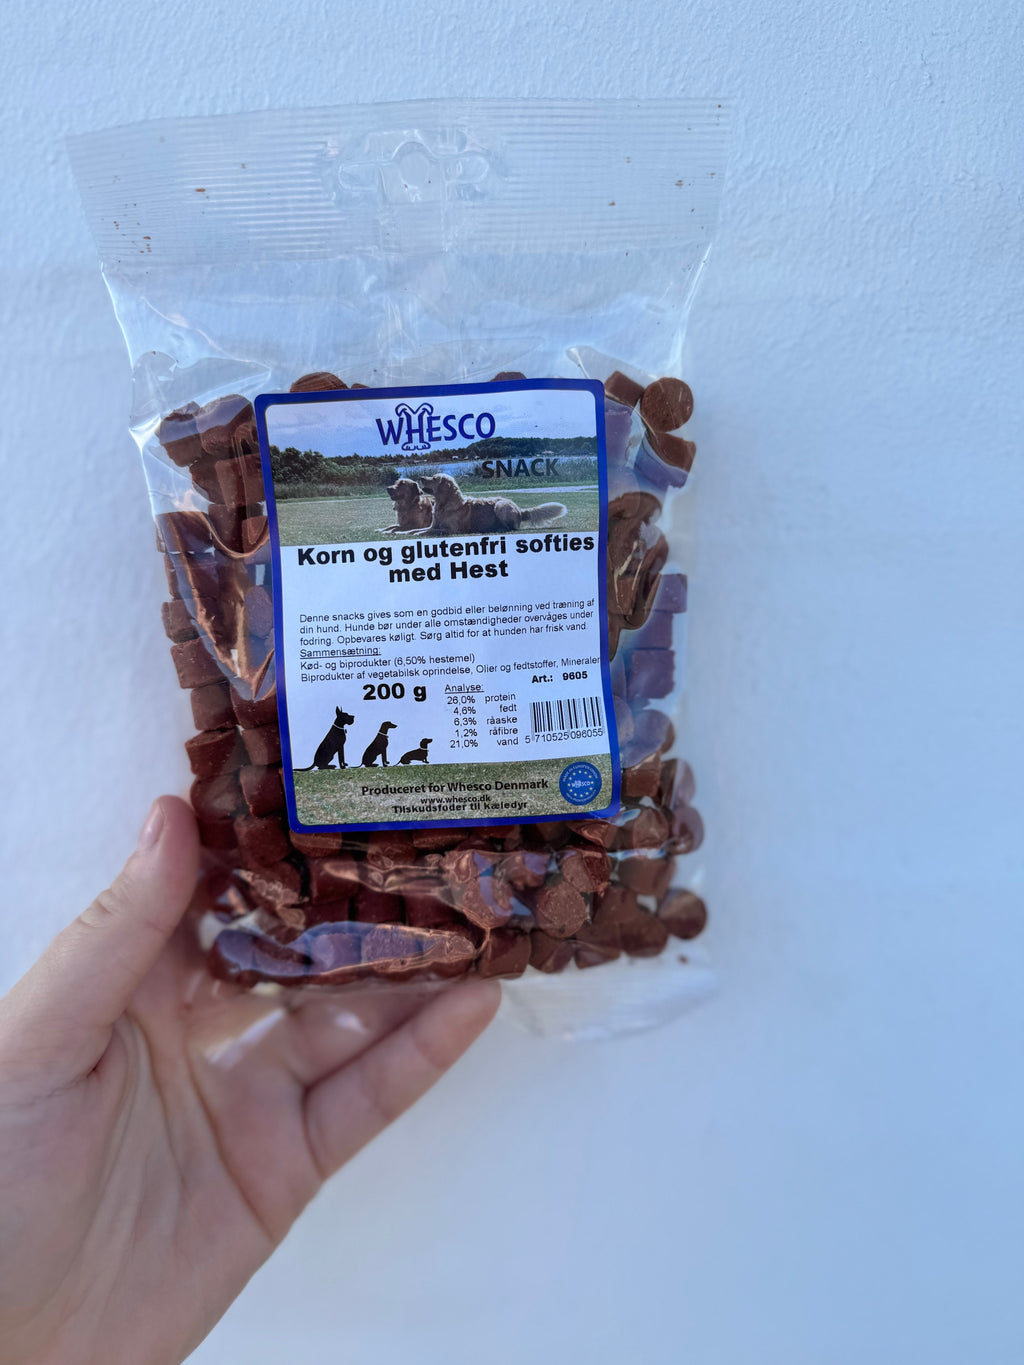 WHESCO
SNACK
Korn og glutenfri softies
med Hest
Denne snacks gives som en godbid eller belønning ved træning af
din hund. Hunde bør under alle omstændigheder overvåges under
fodring. Opbevares køligt. Sørg altid for at hunden har frisk vand.
Sammensætning:
Kød- og biprodukter (6,50% hestemel)
Biprodukter af vegetabilsk oprindelse, Olier og fedtstoffer, Mineraler
200 g
Analyse:
26,0% protein
4,6% fedt
6,3% råaske
1,2% råfibre
21,0% vand
Art.: 9605
5 710525 096055
Produceret for Whesco Denmark
www.whesco.dk
Tilskudsfoder til kæledyr
WHESCO